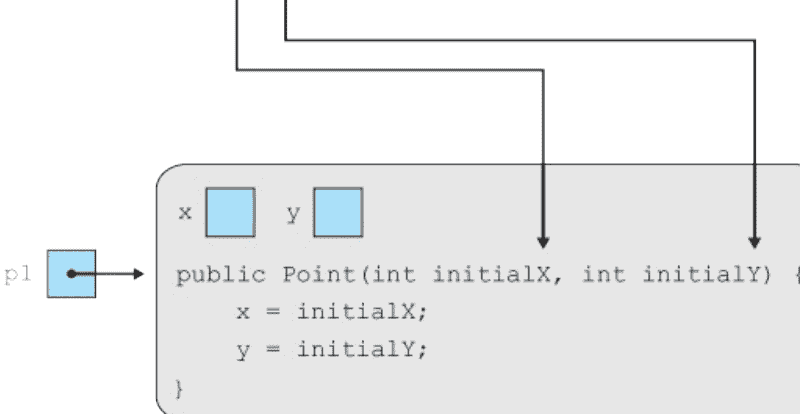 x y
p1
public Point(int initialX, int initialY) {
x = initialX;
y = initialY;
}